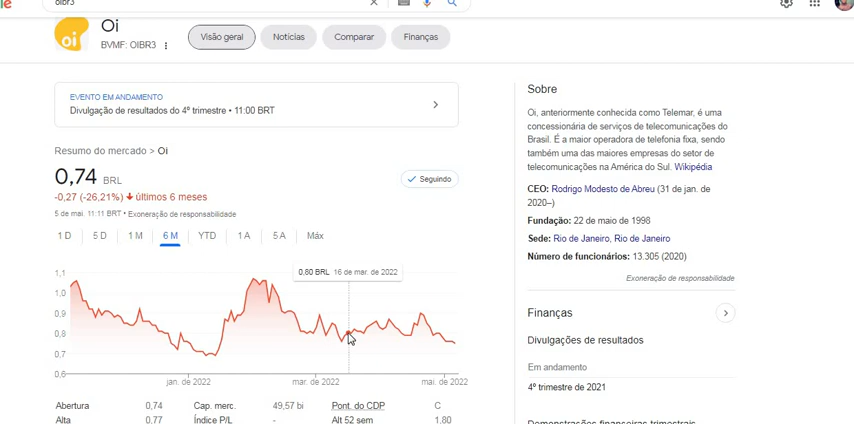 oibr3
Oi
BVMF: OIBR3
Visão geral
Notícias
Comparar
Finanças
oi
EVENTO EM ANDAMENTO
Divulgação de resultados do 4º trimestre • 11:00 BRT
Resumo do mercado > Oi
0,74 BRL
Seguindo
-0,27 (-26,21%) últimos 6 meses
5 de mai. 11:11 BRT • Exoneração de responsabilidade
1 D
5 D
1 M
6 M
YTD
1 A
5 A
Máx
0,80 BRL 16 de mar. de 2022
1,1
1,0
0,9
0,8
0,7
0,6
jan. de 2022
mar. de 2022
mai. de 2022
Abertura 0,74
Cap. merc. 49,57 bi
Pont. do CDP C
Alta 0,77
Índice P/L -
Alt 52 sem 1,80
Sobre
Oi, anteriormente conhecida como Telemar, é uma
concessionária de serviços de telecomunicações do
Brasil. É a maior operadora de telefonia fixa, sendo
também uma das maiores empresas do setor de
telecomunicações na América do Sul. Wikipédia
CEO: Rodrigo Modesto de Abreu (31 de jan. de
2020–)
Fundação: 22 de maio de 1998
Sede: Rio de Janeiro, Rio de Janeiro
Número de funcionários: 13.305 (2020)
Exoneração de responsabilidade
Finanças
Divulgações de resultados
Em andamento
4º trimestre de 2021
Demonstrações financeiras trimestrais